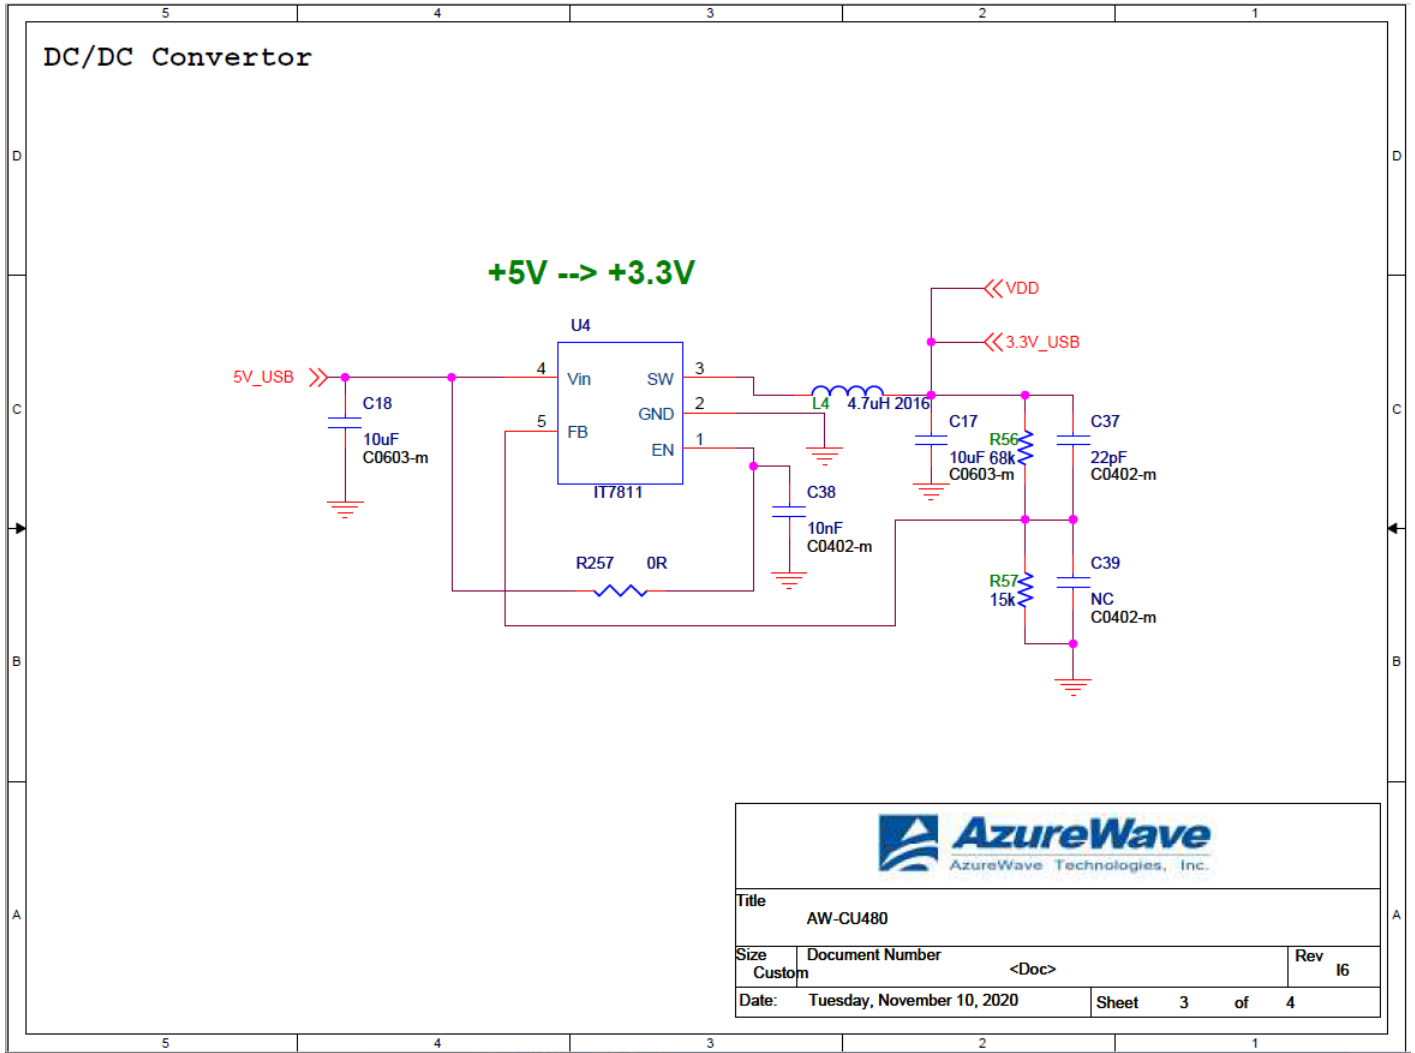 5 4 3 2 1
DC/DC Convertor
D D
+5V --> +3.3V
VDD
U4
3.3V_USB
5V_USB
4 Vin SW 3
C18
10uF
C0603-m
5 FB GND 2
EN 1
IT7811
L4 4.7uH 2016
C17
10uF
C0603-m
R56
68k
C37
22pF
C0402-m
C C
C38
10nF
C0402-m
R257 0R
R57
15k
C39
NC
C0402-m
B B
AzureWave
AzureWave Technologies, Inc.
Title
AW-CU480
A A
Size
Custom
Document Number
<Doc>
Rev
I6
Date: Tuesday, November 10, 2020
Sheet 3 of 4
5 4 3 2 1